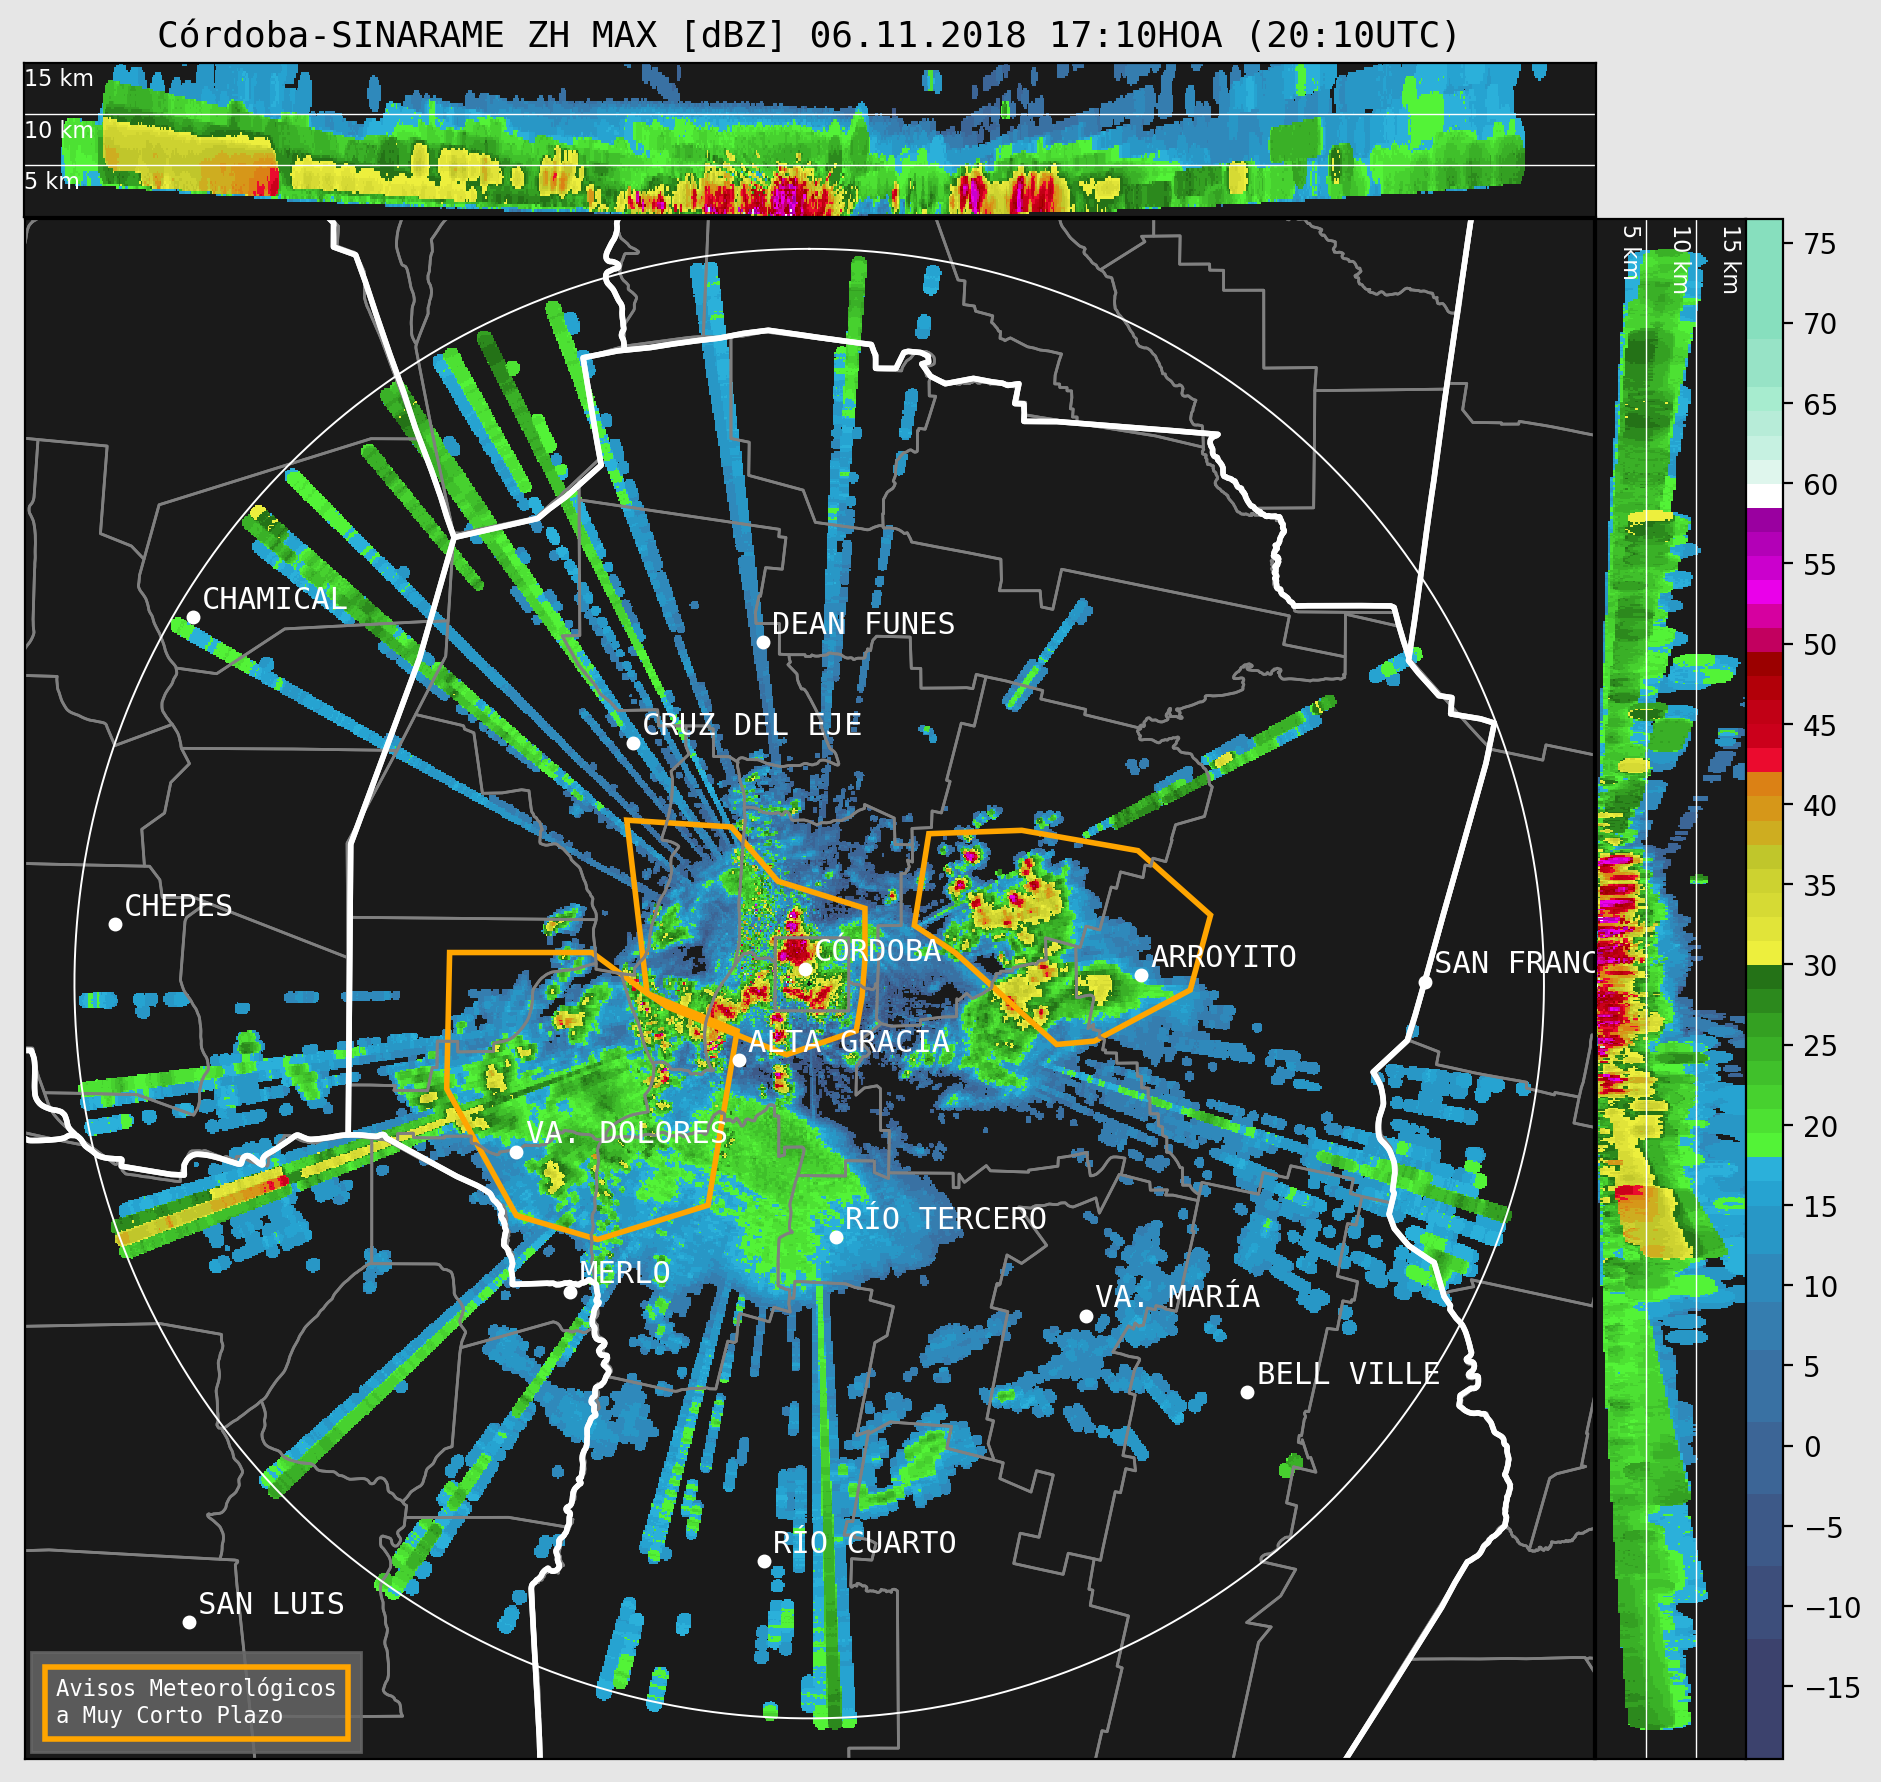 Córdoba-SINARAME ZH MAX [dBZ] 06.11.2018 17:10HOA (20:10UTC)
15 km
10 km
5 km
5 km
10 km
15 km
75
70
65
60
55
50
45
40
35
30
25
20
15
10
5
0
−5
−10
−15
CHAMICAL
DEAN FUNES
CRUZ DEL EJE
CHEPES
CÓRDOBA
ARROYITO
SAN FRANC
ALTA GRACIA
VA. DOLORES
RÍO TERCERO
MERLO
VA. MARÍA
BELL VILLE
RÍO CUARTO
SAN LUIS
Avisos Meteorológicos
a Muy Corto Plazo